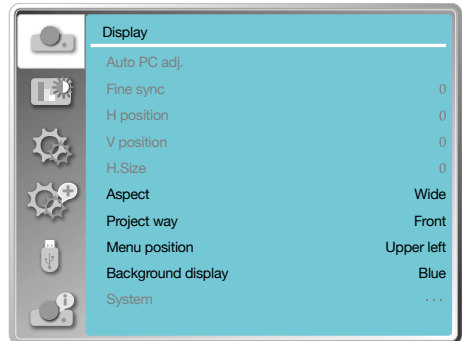 Display
Auto PC adj.
Fine sync 0
H position 0
V position 0
H.Size 0
Aspect Wide
Project way Front
Menu position Upper left
Background display Blue
System ···